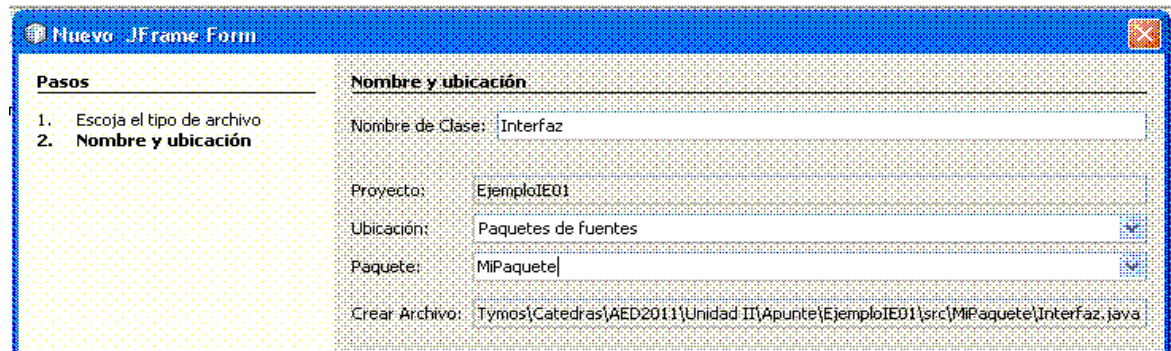 Nuevo JFrame Form
Pasos
1. Escoja el tipo de archivo
2. Nombre y ubicación
Nombre y ubicación
Nombre de Clase: Interfaz
Proyecto: EjemploIE01
Ubicación: Paquetes de fuentes
Paquete: MiPaquete
Crear Archivo: Tymos\Catedras\AED2011\Unidad II\Apunte\EjemploIE01\src\MiPaquete\Interfaz.java